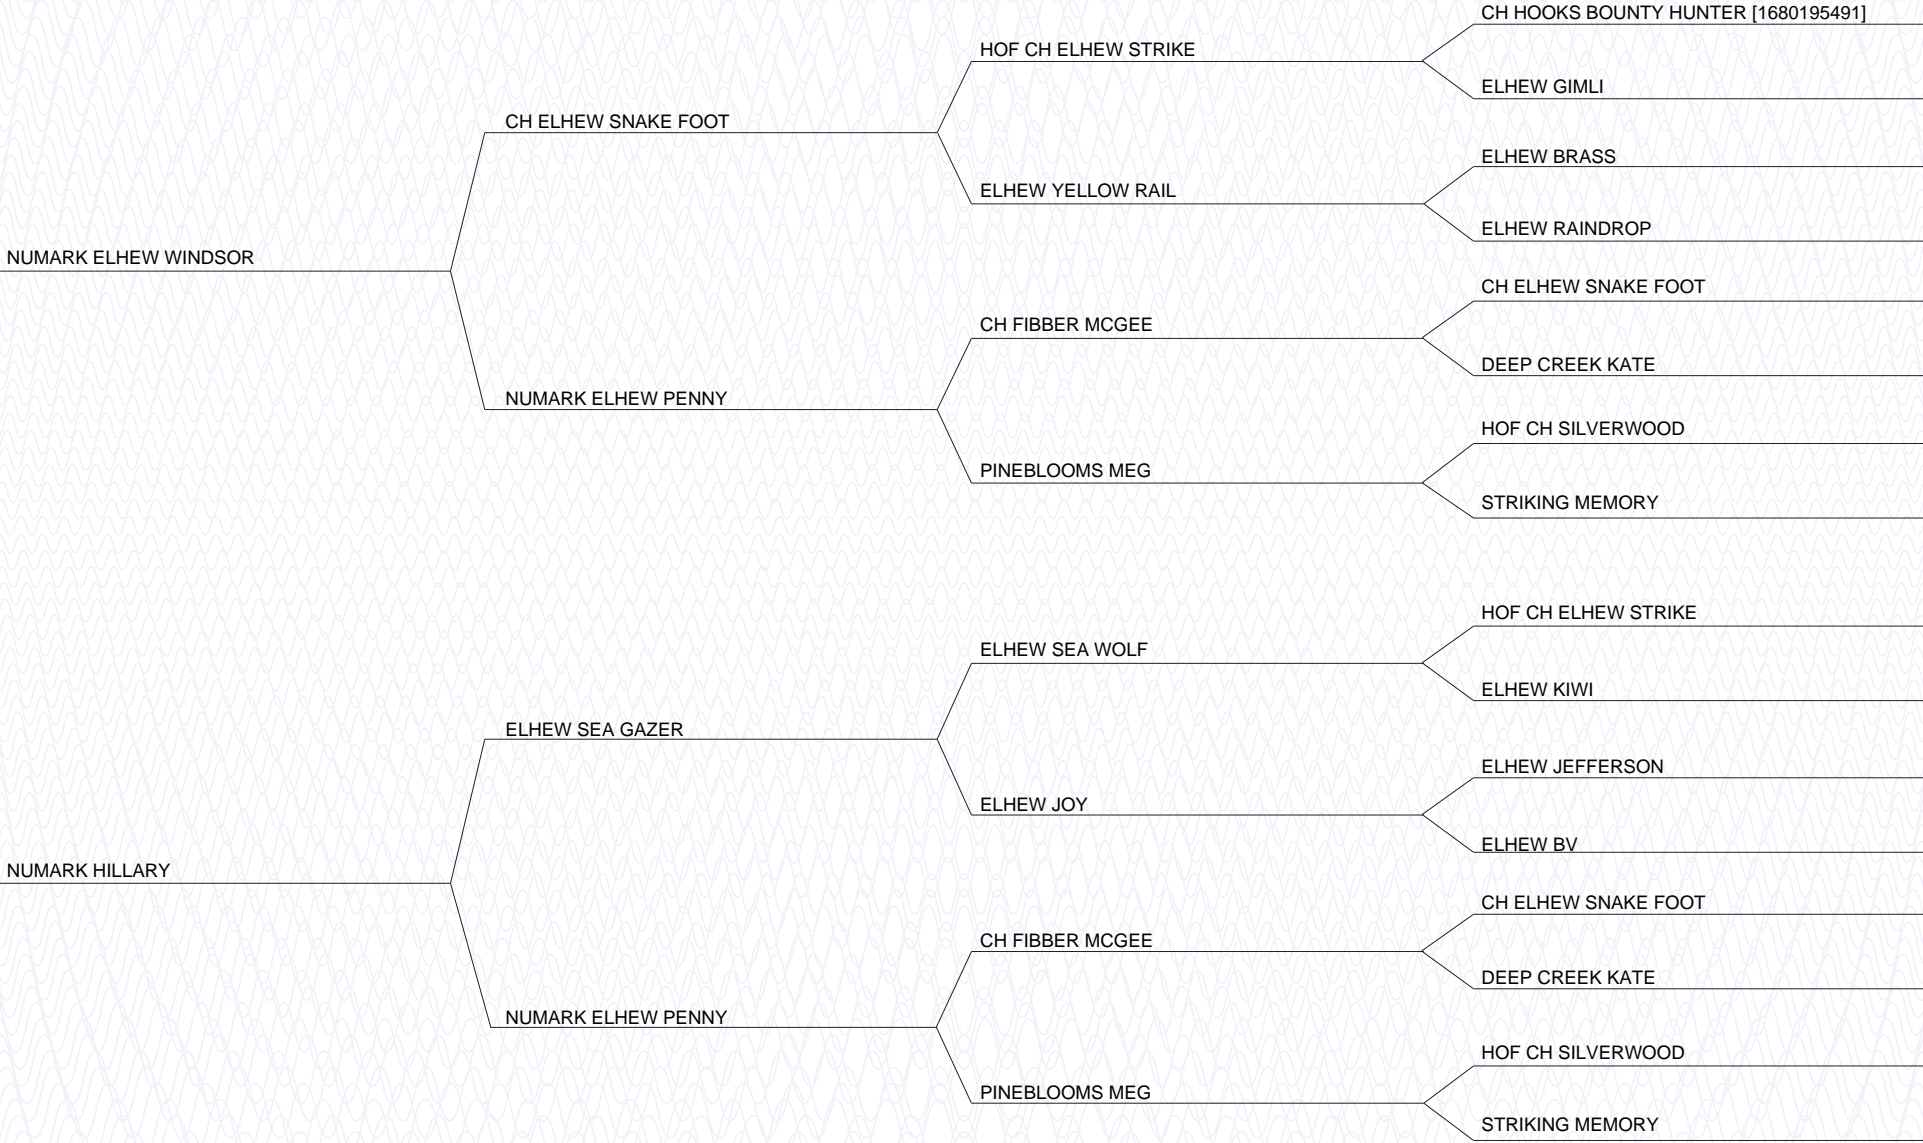 CH HOOKS BOUNTY HUNTER [1680195491]
HOF CH ELHEW STRIKE
ELHEW GIMLI
CH ELHEW SNAKE FOOT
ELHEW BRASS
ELHEW YELLOW RAIL
ELHEW RAINDROP
NUMARK ELHEW WINDSOR
CH ELHEW SNAKE FOOT
CH FIBBER MCGEE
DEEP CREEK KATE
NUMARK ELHEW PENNY
HOF CH SILVERWOOD
PINEBLOOMS MEG
STRIKING MEMORY
HOF CH ELHEW STRIKE
ELHEW SEA WOLF
ELHEW KIWI
ELHEW SEA GAZER
ELHEW JEFFERSON
ELHEW JOY
ELHEW BV
NUMARK HILLARY
CH ELHEW SNAKE FOOT
CH FIBBER MCGEE
DEEP CREEK KATE
NUMARK ELHEW PENNY
HOF CH SILVERWOOD
PINEBLOOMS MEG
STRIKING MEMORY